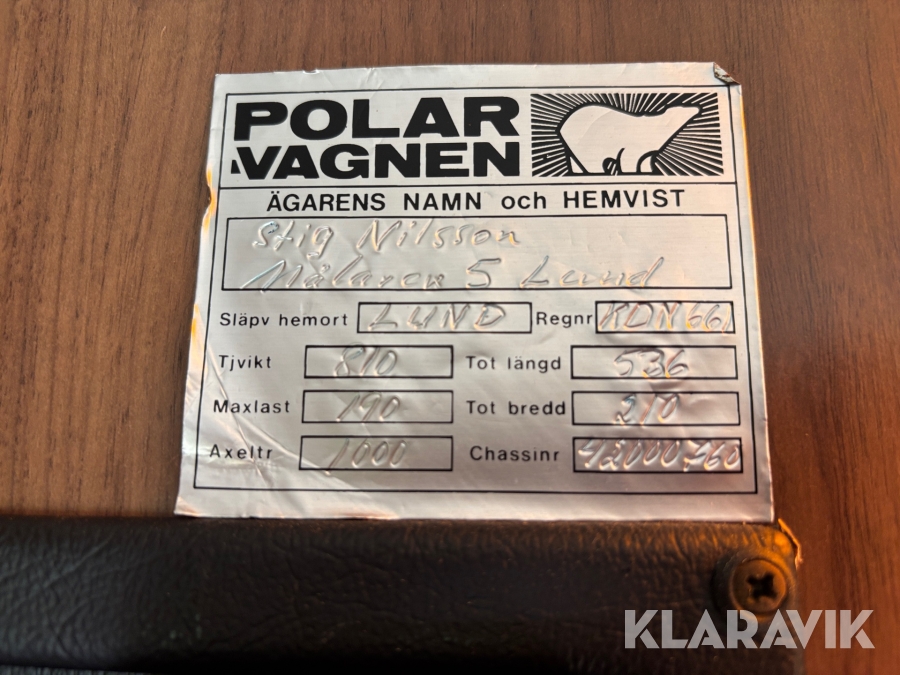 POLAR
VAGNEN
ÄGARENS NAMN och HEMVIST
Stig Nilsson
Mälaren 5 Lund
Släpv hemort LUND Regnr KDN 661
Tjvikt 810 Tot längd 536
Maxlast 190 Tot bredd 210
Axeltr 1000 Chassinr 42000760
KLARAVIK